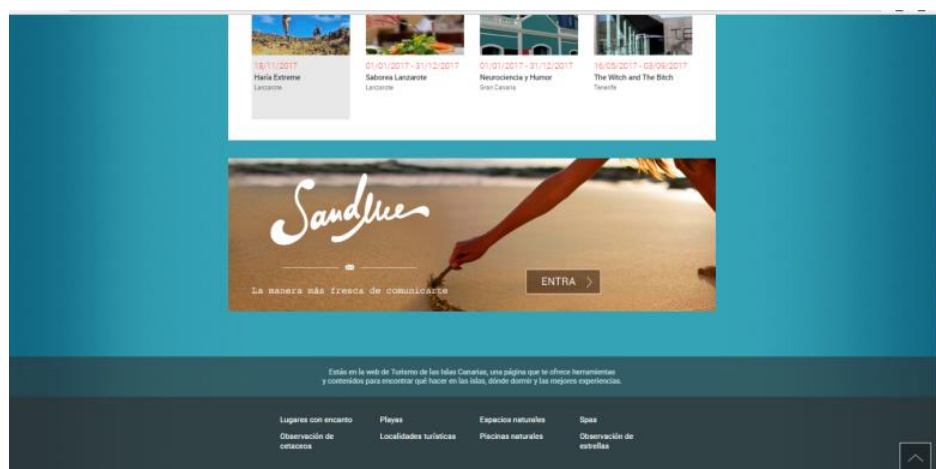 18/11/2017
Haría Extreme
Lanzarote
01/01/2017 - 31/12/2017
Saborea Lanzarote
Lanzarote
01/01/2017 - 31/12/2017
Neurociencia y Humor
Gran Canaria
16/05/2017 - 03/09/2017
The Witch and The Bitch
Tenerife
La manera más fresca de comunicarte
ENTRA
Estás en la web de Turismo de las Islas Canarias, una página que te ofrece herramientas
y contenidos para encontrar qué hacer en las islas, dónde dormir y las mejores experiencias.
Lugares con encanto
Playas
Espacios naturales
Spas
Observación de
cetaceos
Localidades turísticas
Piscinas naturales
Observación de
estrellas